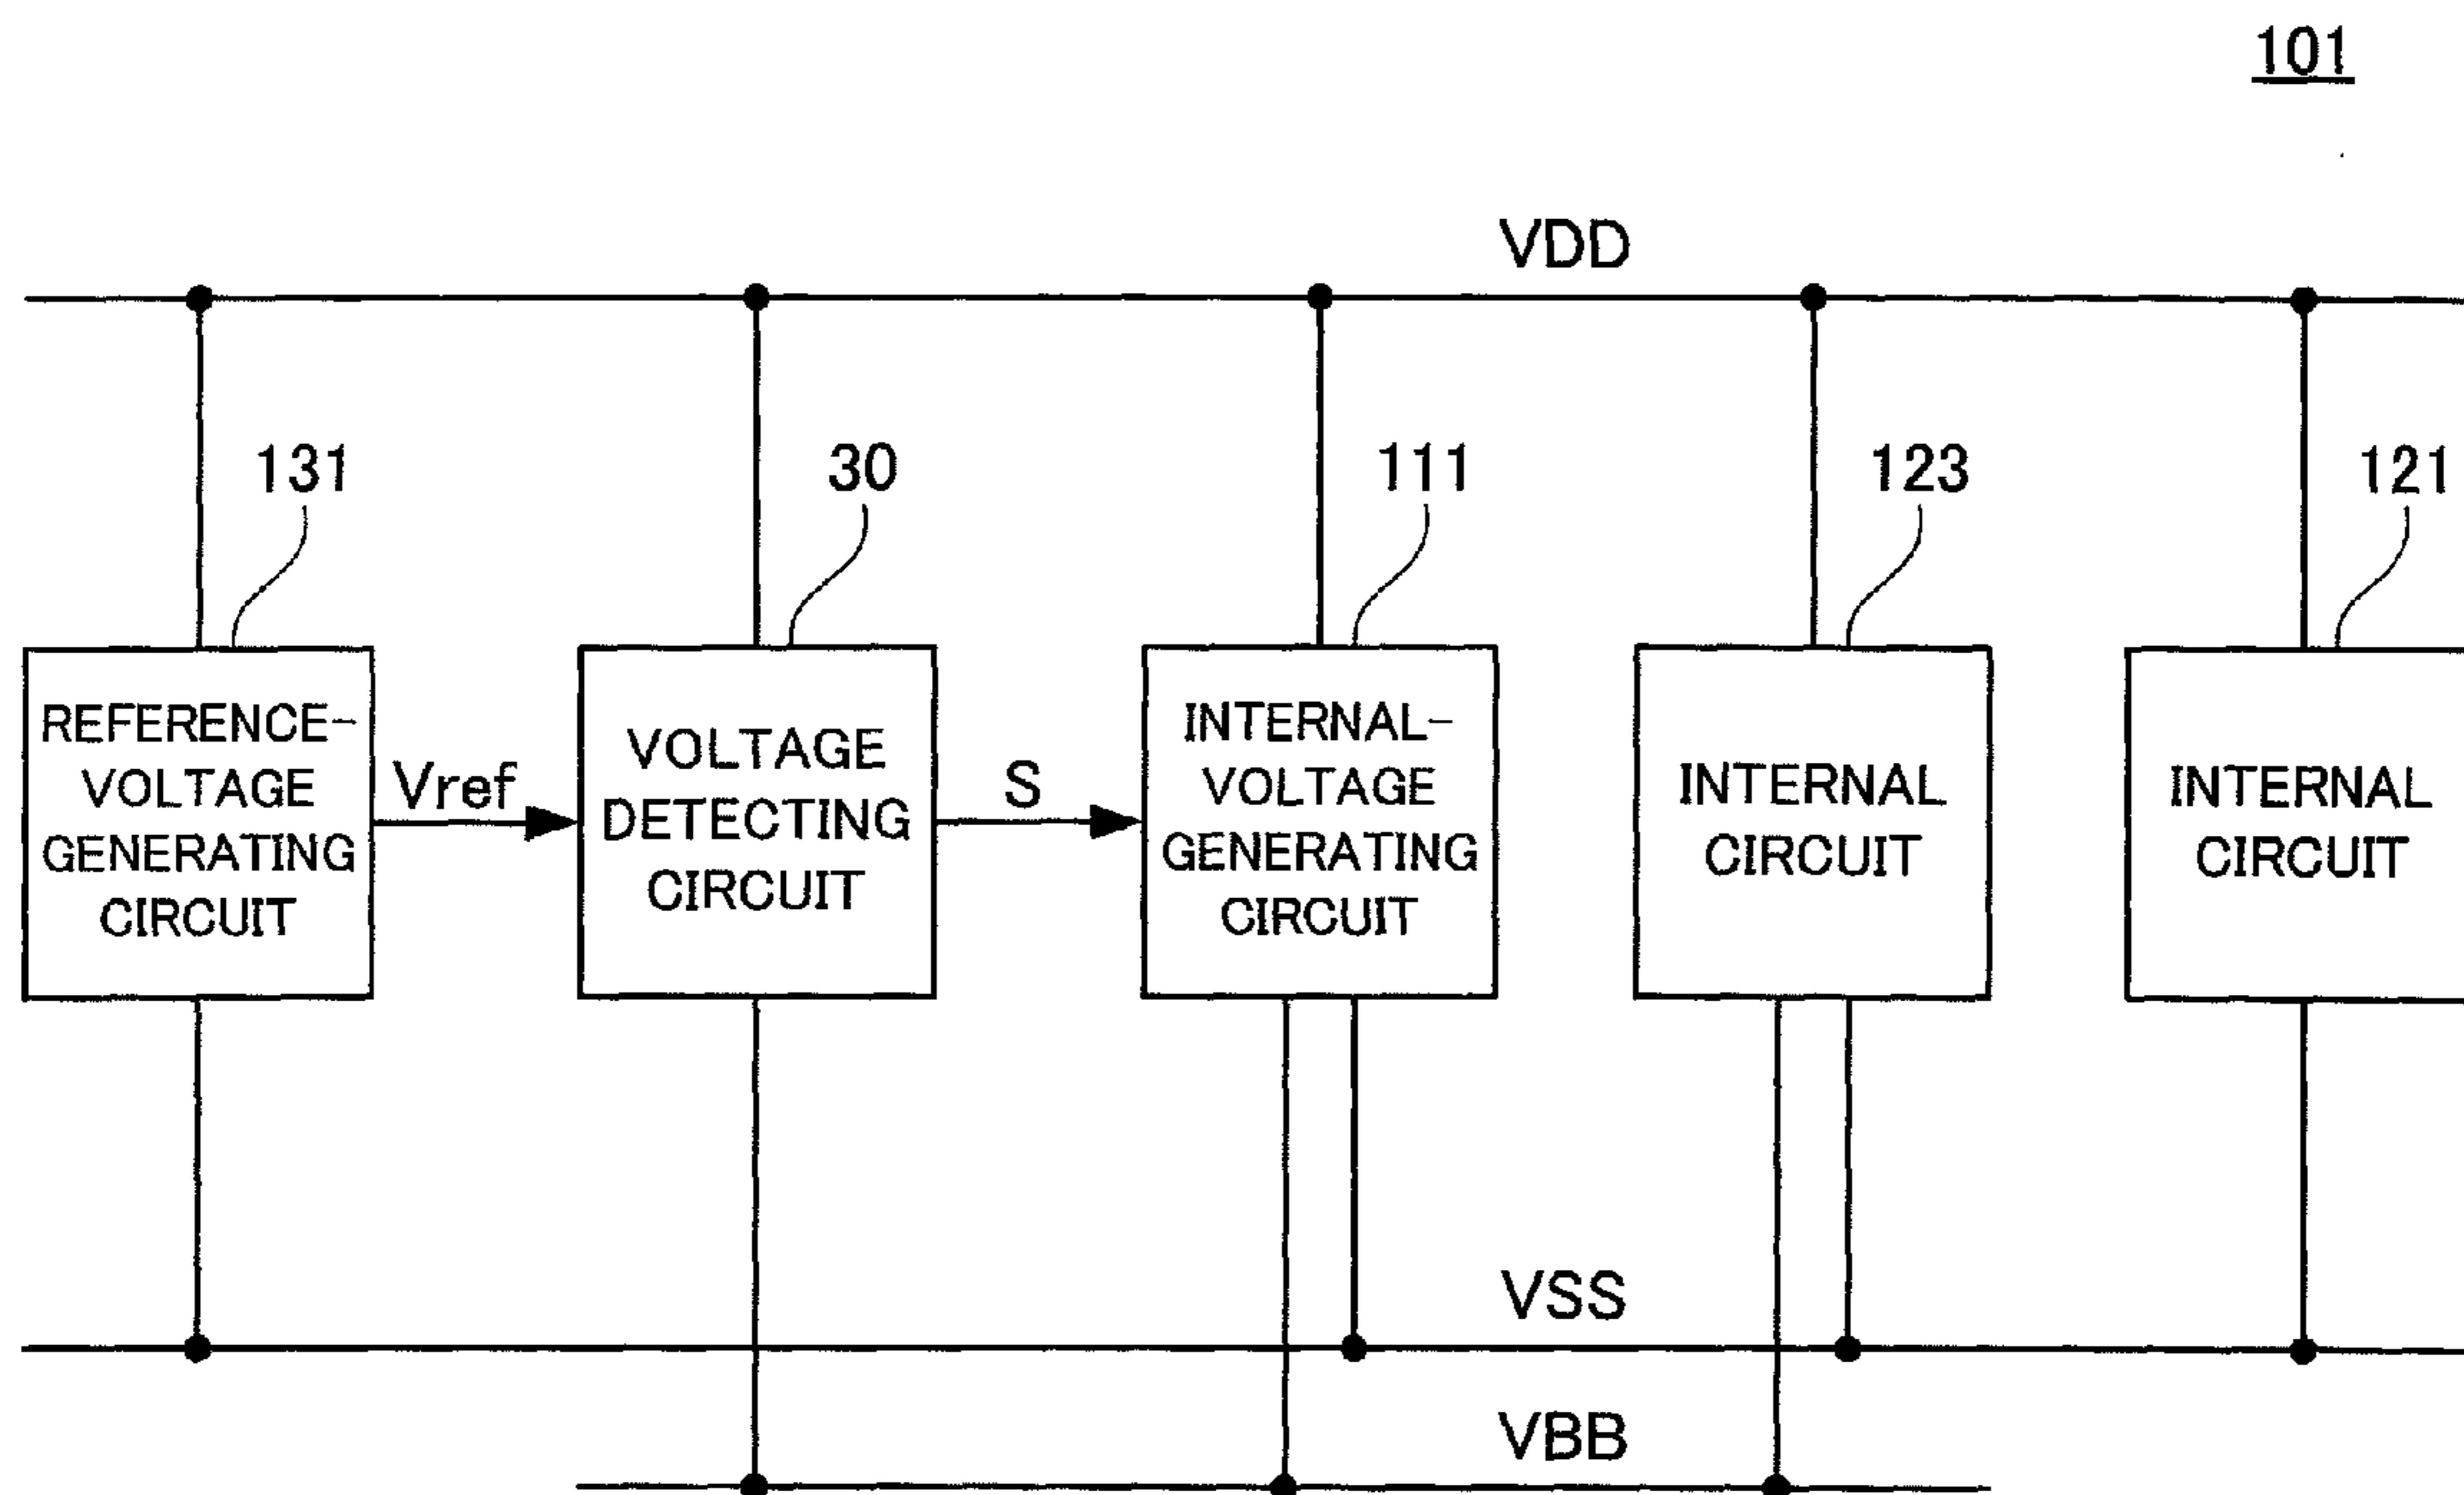 101
VDD
131
30
111
123
121
REFERENCE-
VOLTAGE
GENERATING
CIRCUIT
Vref
VOLTAGE
DETECTING
CIRCUIT
S
INTERNAL-
VOLTAGE
GENERATING
CIRCUIT
INTERNAL
CIRCUIT
INTERNAL
CIRCUIT
VSS
VBB